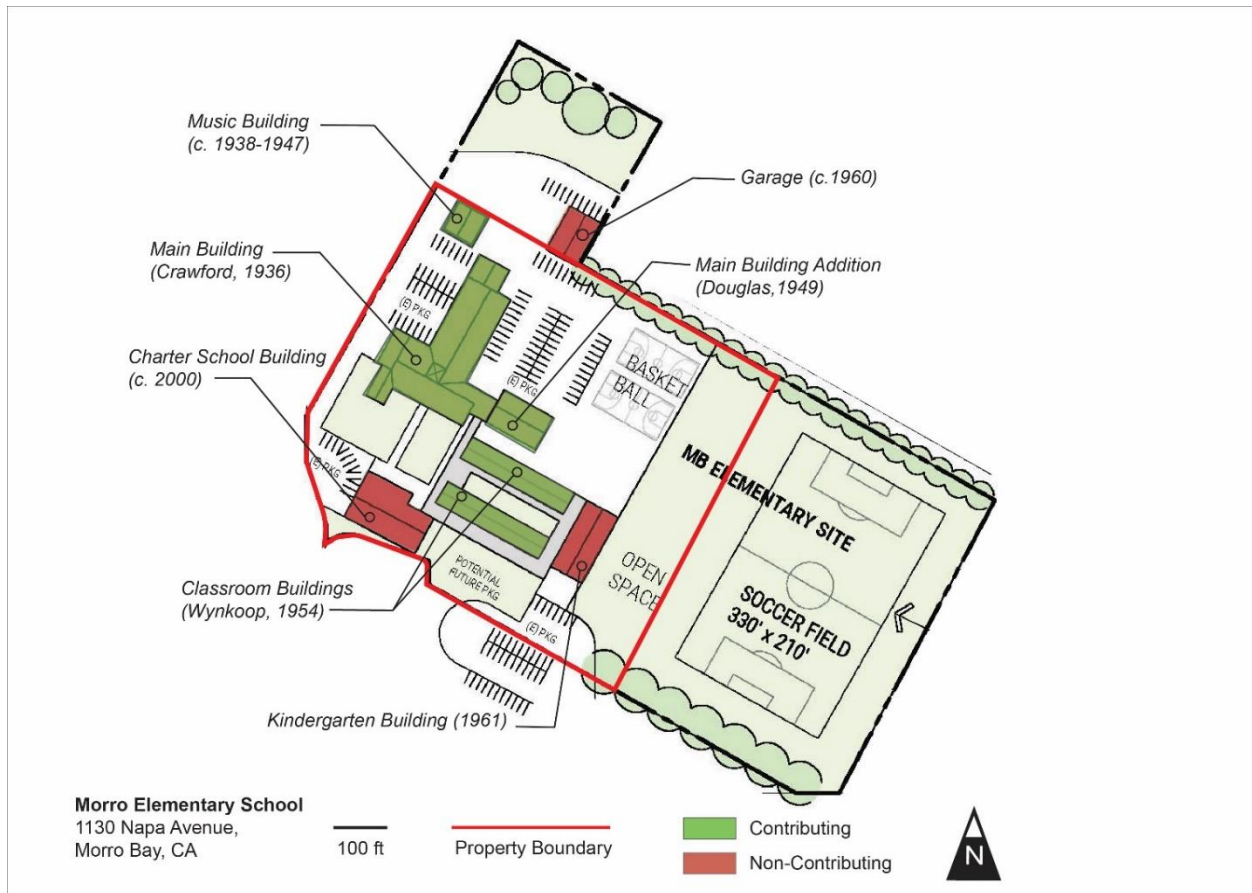 Music Building
(c. 1938-1947)
Garage (c.1960)
Main Building
(Crawford, 1936)
Main Building Addition
(Douglas,1949)
(E) PKG
Charter School Building
(c. 2000)
(E) PKG
BASKET
BALL
(E) PKG
MB ELEMENTARY SITE
Classroom Buildings
(Wynkoop, 1954)
POTENTIAL
FUTURE PKG
OPEN
SPACE
SOCCER FIELD
330' x 210'
(E) PKG
Kindergarten Building (1961)
Morro Elementary School
1130 Napa Avenue,
Morro Bay, CA
100 ft
Property Boundary
Contributing
Non-Contributing
N